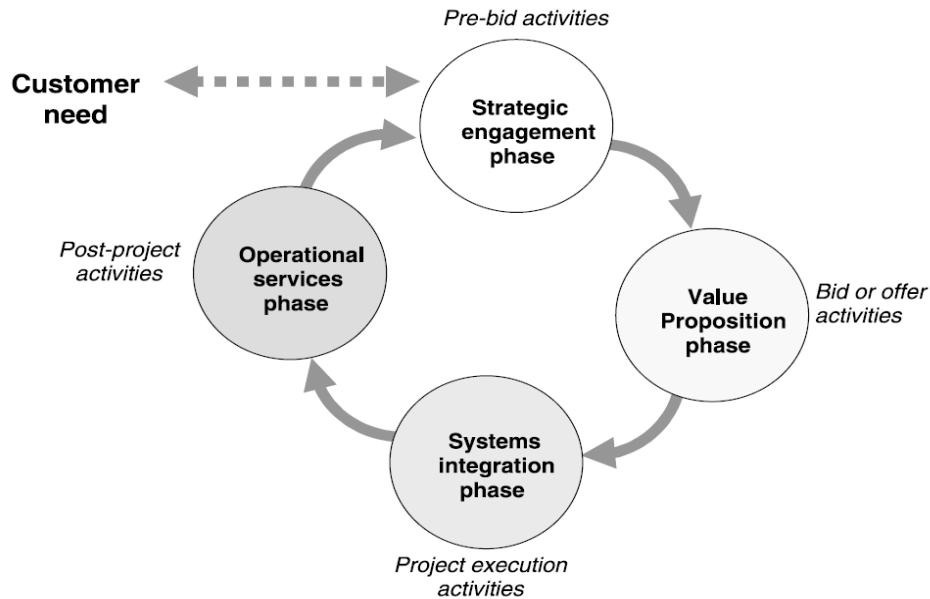 Pre-bid activities
Customer
need
Strategic
engagement
phase
Post-project
activities
Operational
services
phase
Value
Proposition
phase
Bid or offer
activities
Systems
integration
phase
Project execution
activities